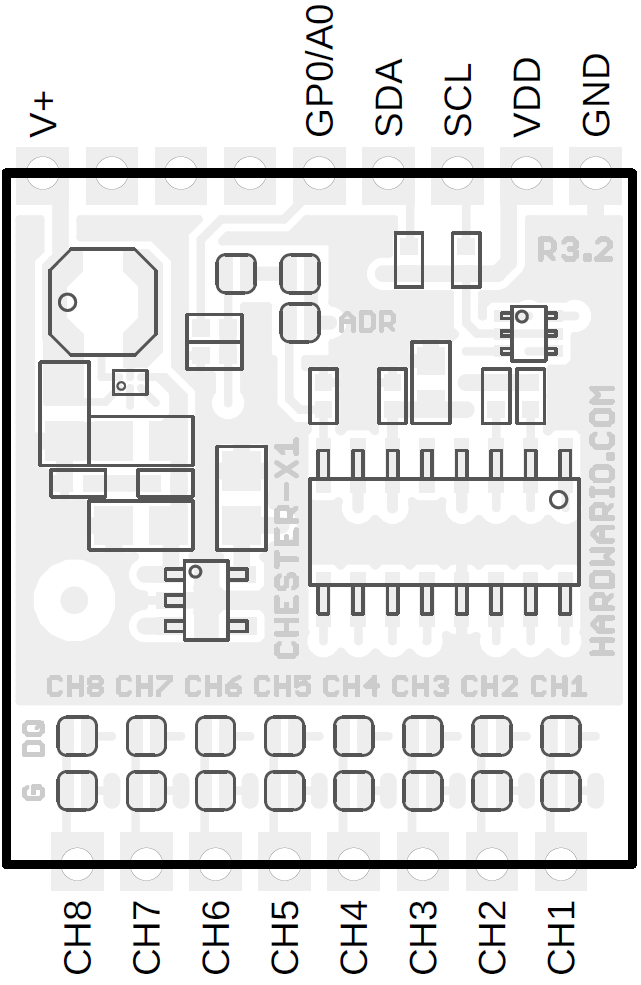 V+ GP0/A0 SDA SCL VDD GND
R3.2
ADR
CHESTER-X1
HARDWARIO.COM
CH8 CH7 CH6 CH5 CH4 CH3 CH2 CH1
DQ
G
CH8 CH7 CH6 CH5 CH4 CH3 CH2 CH1